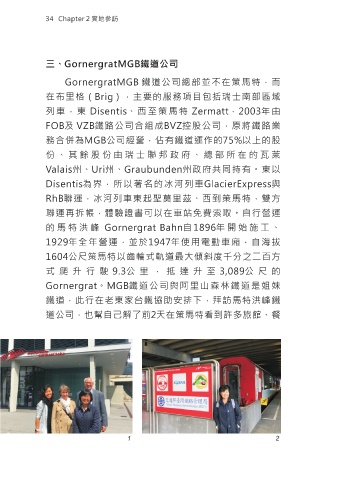 34 Chapter 2 實地參訪
三、GornergratMGB鐵道公司
GornergratMGB 鐵道公司總部並不在策馬特，而
在布里格（Brig），主要的服務項目包括瑞士南部區域
列車，東 Disentis、西至策馬特 Zermatt，2003年由
FOB及 VZB鐵路公司合組成BVZ控股公司，原將鐵路業
務合併為MGB公司經營，佔有鐵道運作的75%以上的股
份，其餘股份由瑞士聯邦政府、總部所在的瓦萊
Valais州、Uri州、Graubunden州政府共同持有。東以
Disentis為界，所以著名的冰河列車GlacierExpress與
RhB聯運，冰河列車東起聖莫里茲、西到策馬特，雙方
聯運再拆帳，體驗證書可以在車站免費索取。自行營運
的馬特洪峰 Gornergrat Bahn自1896年開始施工，
1929年全年營運，並於1947年使用電動車廂，自海拔
1604公尺策馬特以齒輪式軌道最大傾斜度千分之二百方
式爬升行駛9.3公里，抵達升至3,089公尺的
Gornergrat。MGB鐵道公司與阿里山森林鐵道是姐妹
鐵道，此行在老東家台鐵協助安排下，拜訪馬特洪峰鐵
道公司，也幫自己解了前2天在策馬特看到許多旅館、餐
1
2